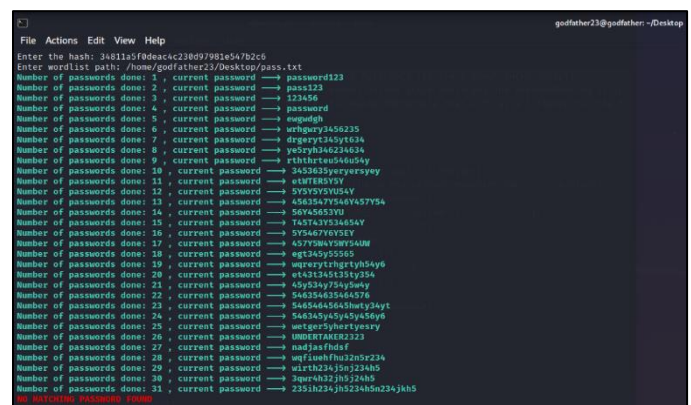 godfather23@godfather: ~/Desktop
File Actions Edit View Help
Enter the hash: 34811a5f0deac4c230d97981e547b2c6
Enter wordlist path: /home/godfather23/Desktop/pass.txt
Number of passwords done: 1 , current password ⟶ password123
Number of passwords done: 2 , current password ⟶ pass123
Number of passwords done: 3 , current password ⟶ 123456
Number of passwords done: 4 , current password ⟶ password
Number of passwords done: 5 , current password ⟶ ewgwdgh
Number of passwords done: 6 , current password ⟶ wrhgwry3456235
Number of passwords done: 7 , current password ⟶ drgeryt345yt634
Number of passwords done: 8 , current password ⟶ ye5ryh346234634
Number of passwords done: 9 , current password ⟶ rththrteu546u54y
Number of passwords done: 10 , current password ⟶ 3453635yeryersyey
Number of passwords done: 11 , current password ⟶ etWTER5Y5Y
Number of passwords done: 12 , current password ⟶ 5Y5Y5Y5YU54Y
Number of passwords done: 13 , current password ⟶ 4563547Y546Y457Y54
Number of passwords done: 14 , current password ⟶ 56Y45653YU
Number of passwords done: 15 , current password ⟶ T45T43Y534654Y
Number of passwords done: 16 , current password ⟶ 5Y5467Y6Y5EY
Number of passwords done: 17 , current password ⟶ 457Y5W4Y5WY54UW
Number of passwords done: 18 , current password ⟶ egt345y55565
Number of passwords done: 19 , current password ⟶ wqrerytrhgrtyh54y6
Number of passwords done: 20 , current password ⟶ et43t345t35ty354
Number of passwords done: 21 , current password ⟶ 45y534y754y5w4y
Number of passwords done: 22 , current password ⟶ 546354635464576
Number of passwords done: 23 , current password ⟶ 54654645645hwty34yt
Number of passwords done: 24 , current password ⟶ 546345y45y45y456y6
Number of passwords done: 25 , current password ⟶ wetger5yhertyesry
Number of passwords done: 26 , current password ⟶ UNDERTAKER2323
Number of passwords done: 27 , current password ⟶ nadjasfhdsf
Number of passwords done: 28 , current password ⟶ wqfiuehfhu32n5r234
Number of passwords done: 29 , current password ⟶ wirth234j5nj234h5
Number of passwords done: 30 , current password ⟶ 3qwr4h32jh5j24h5
Number of passwords done: 31 , current password ⟶ 235ih234jh5234h5n234jkh5
NO MATCHING PASSWORD FOUND